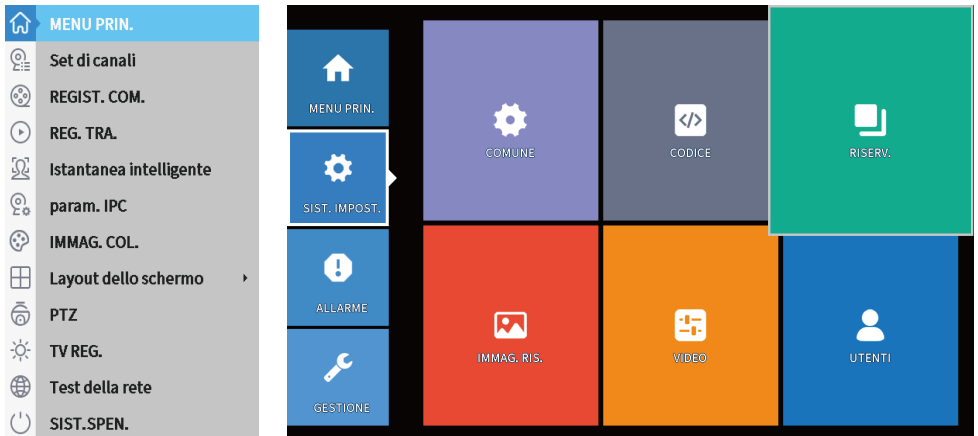 MENU PRIN.
Set di canali
REGIST. COM.
REG. TRA.
Istantanea intelligente
param. IPC
IMMAG. COL.
Layout dello schermo
PTZ
TV REG.
Test della rete
SIST.SPEN.
MENU PRIN.
SIST. IMPOST.
ALLARME
GESTIONE
COMUNE
CODICE
RISERV.
IMMAG. RIS.
VIDEO
UTENTI